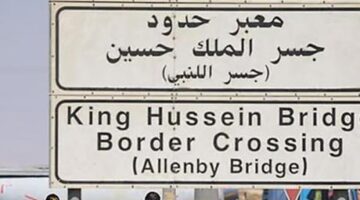 معبر حدود
جسر الملك حسين
(جسر اللنبي)
King Hussein Bridg
Border Crossing
(Allenby Bridge)